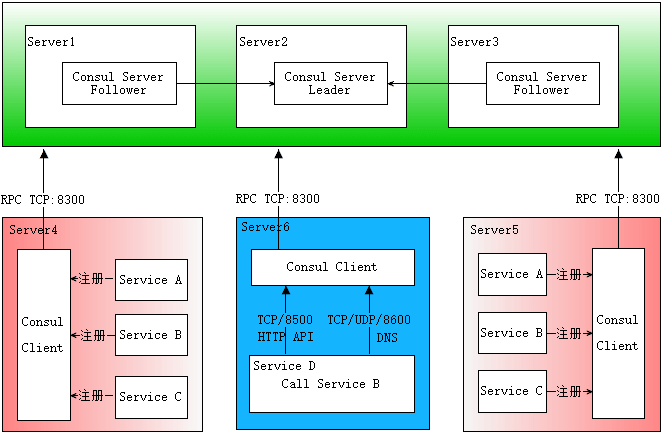 Server1
Consul Server
Follower
Server2
Consul Server
Leader
Server3
Consul Server
Follower
RPC TCP:8300
RPC TCP:8300
RPC TCP:8300
Server4
Consul
Client
注册
Service A
注册
Service B
注册
Service C
Server6
Consul Client
TCP/8500
HTTP API
TCP/UDP/8600
DNS
Service D
Call Service B
Server5
Service A
注册
Service B
注册
Service C
注册
Consul
Client